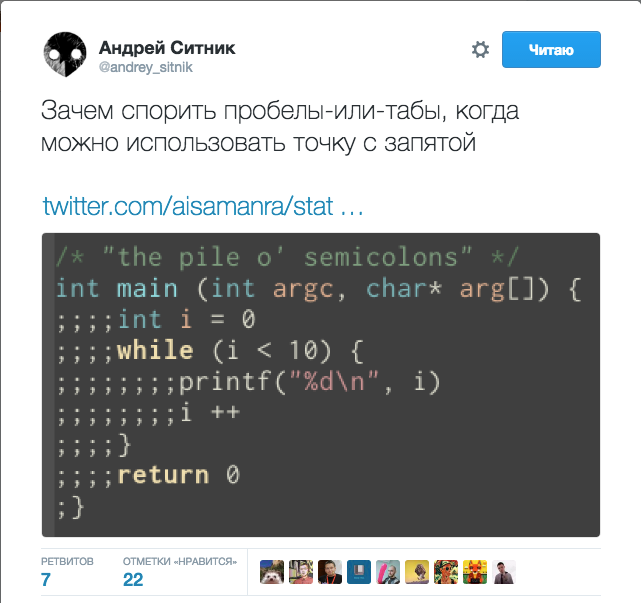 Андрей Ситник
@andrey_sitnik
Читаю
Зачем спорить пробелы-или-табы, когда
можно использовать точку с запятой
twitter.com/aisamanra/stat ...
/* "the pile o' semicolons" */
int main (int argc, char* arg[]) {
;;;;int i = 0
;;;;while (i < 10) {
;;;;;;;;printf("%d\n", i)
;;;;;;;;i ++
;;;;}
;;;;return 0
;}
РЕТВИТОВ
7
ОТМЕТКИ «НРАВИТСЯ»
22